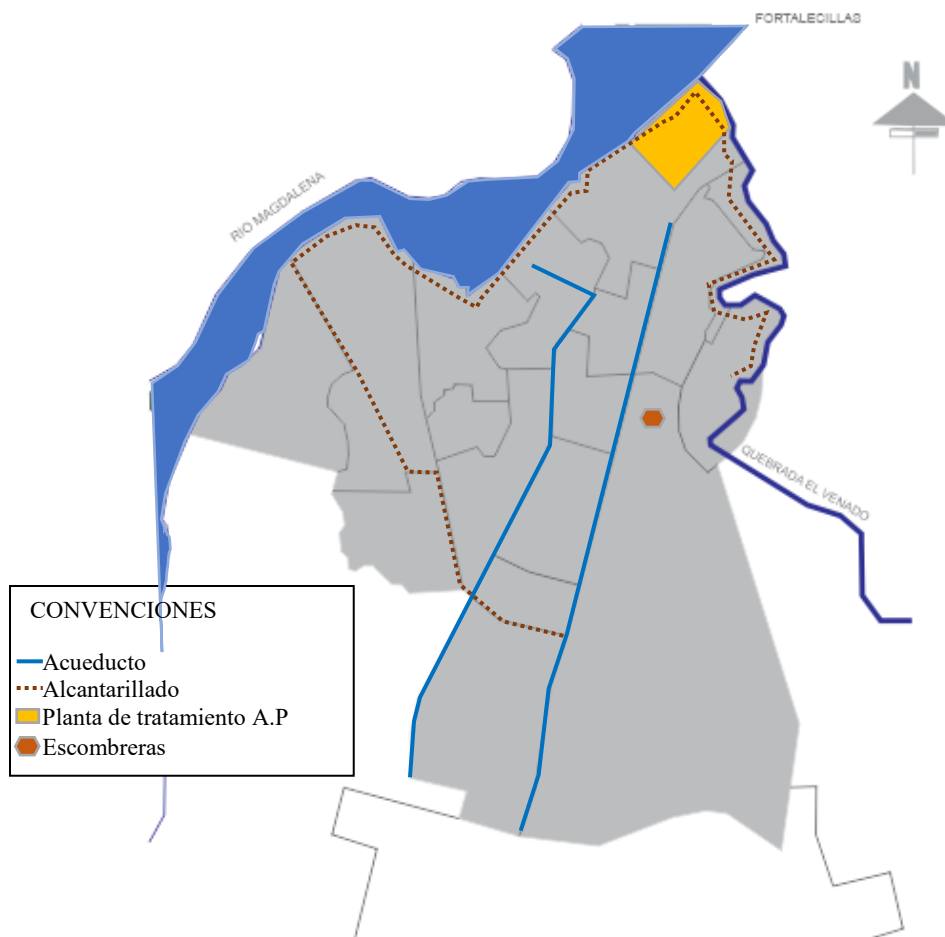 FORTALECILLAS
N
RIO MAGDALENA
QUEBRADA EL VENADO
CONVENCIONES
Acueducto
Alcantarillado
Planta de tratamiento A.P
Escombreras